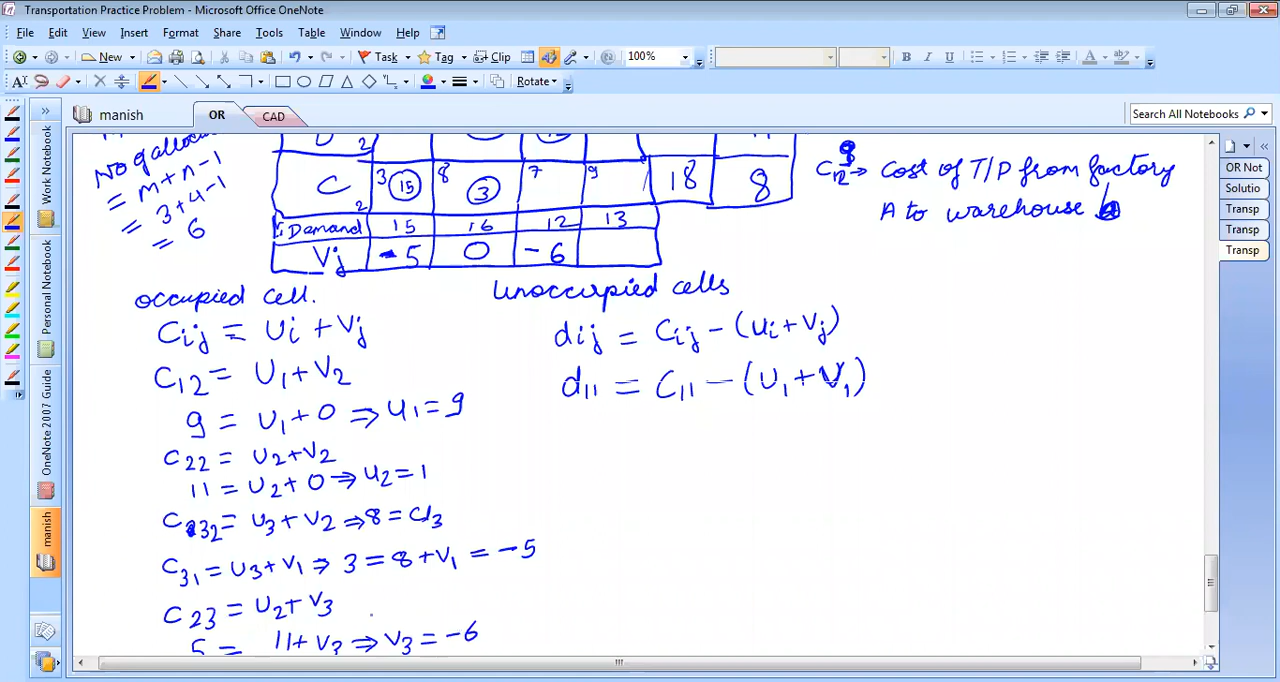 Transportation Practice Problem - Microsoft Office OneNote
File Edit View Insert Format Share Tools Table Window Help
New Task Tag Clip 100% B I U
Rotate
manish OR CAD Search All Notebooks
OR Not
Solutio
Transp
Transp
Transp
Work Notebook
Personal Notebook
OneNote 2007 Guide
manish
No of alloca
= m+n-1
= 3+4-1
= 6
2
C 2 3 15 8 3 7 9 18 8
Demand 15 16 12 13
Vj -5 0 -6
C12 → Cost of T/P from factory
A to warehouse
occupied cell.
Cij = Ui + Vj
C12 = U1 + V2
9 = U1 + 0 ⇒ U1 = 9
C22 = U2 + V2
11 = U2 + 0 ⇒ U2 = 1
C32 = U3 + V2 ⇒ 8 = U3
C31 = U3 + V1 ⇒ 3 = 8 + V1 = -5
C23 = U2 + V3
5 = 11 + V3 ⇒ V3 = -6
Unoccupied cells
dij = Cij - (Ui + Vj)
d11 = C11 - (U1 + V1)